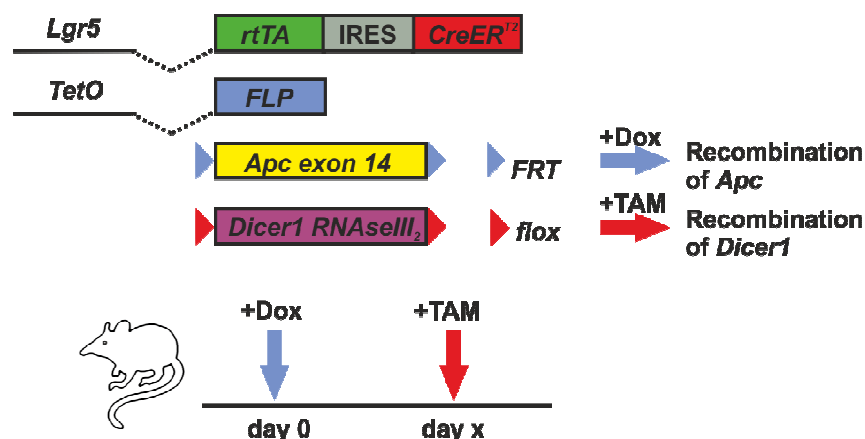 Lgr5 rtTA IRES CreER^T2
TetO FLP
Apc exon 14 FRT +Dox Recombination
of Apc
Dicer1 RNAseIII₂ flox +TAM Recombination
of Dicer1
+Dox +TAM
day 0 day x